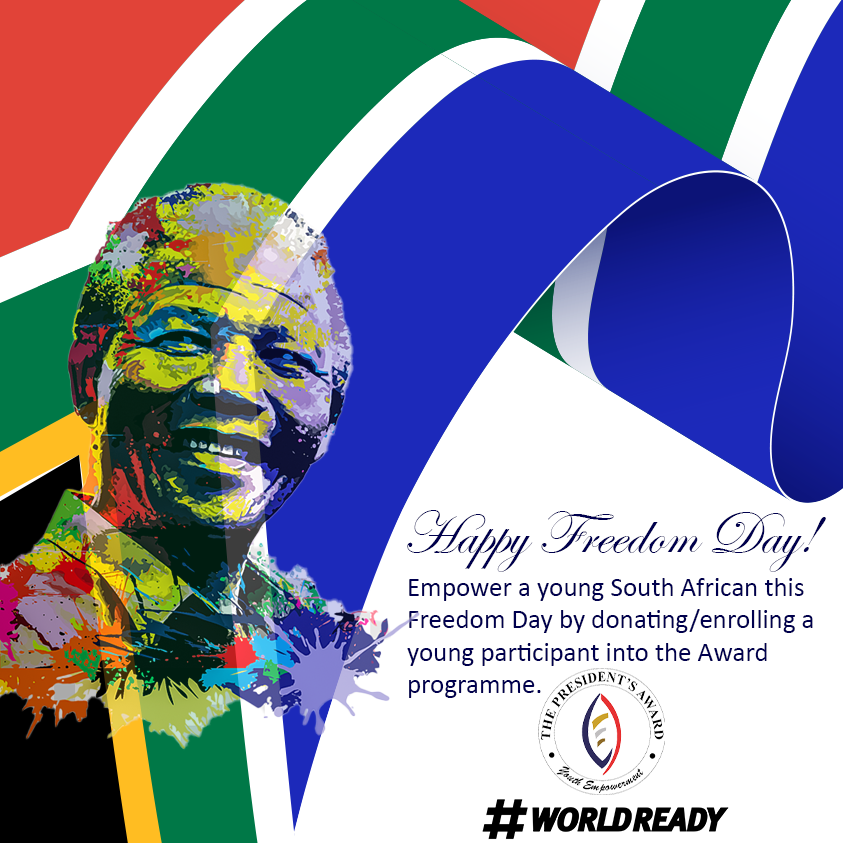 Happy Freedom Day!
Empower a young South African this
Freedom Day by donating/enrolling a
young participant into the Award
programme.
THE PRESIDENT'S AWARD
Youth Empowerment
#WORLDREADY